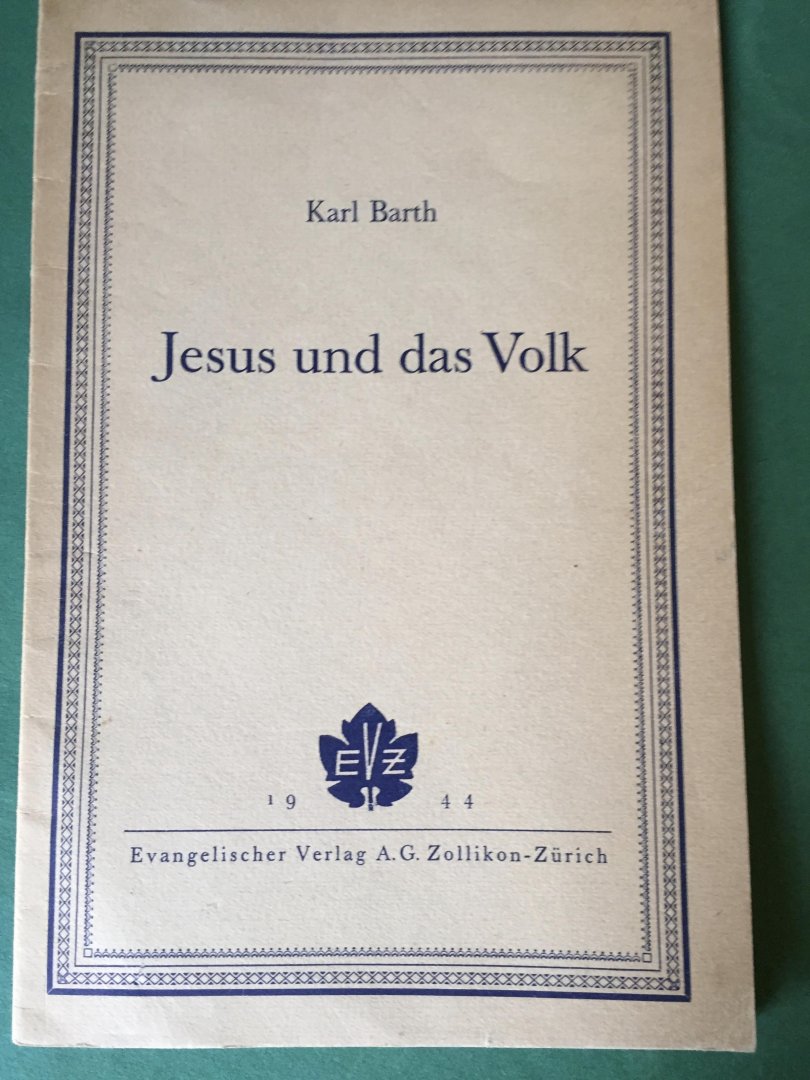 Karl Barth
Jesus und das Volk
EVZ
19 44
Evangelischer Verlag A.G. Zollikon-Zürich